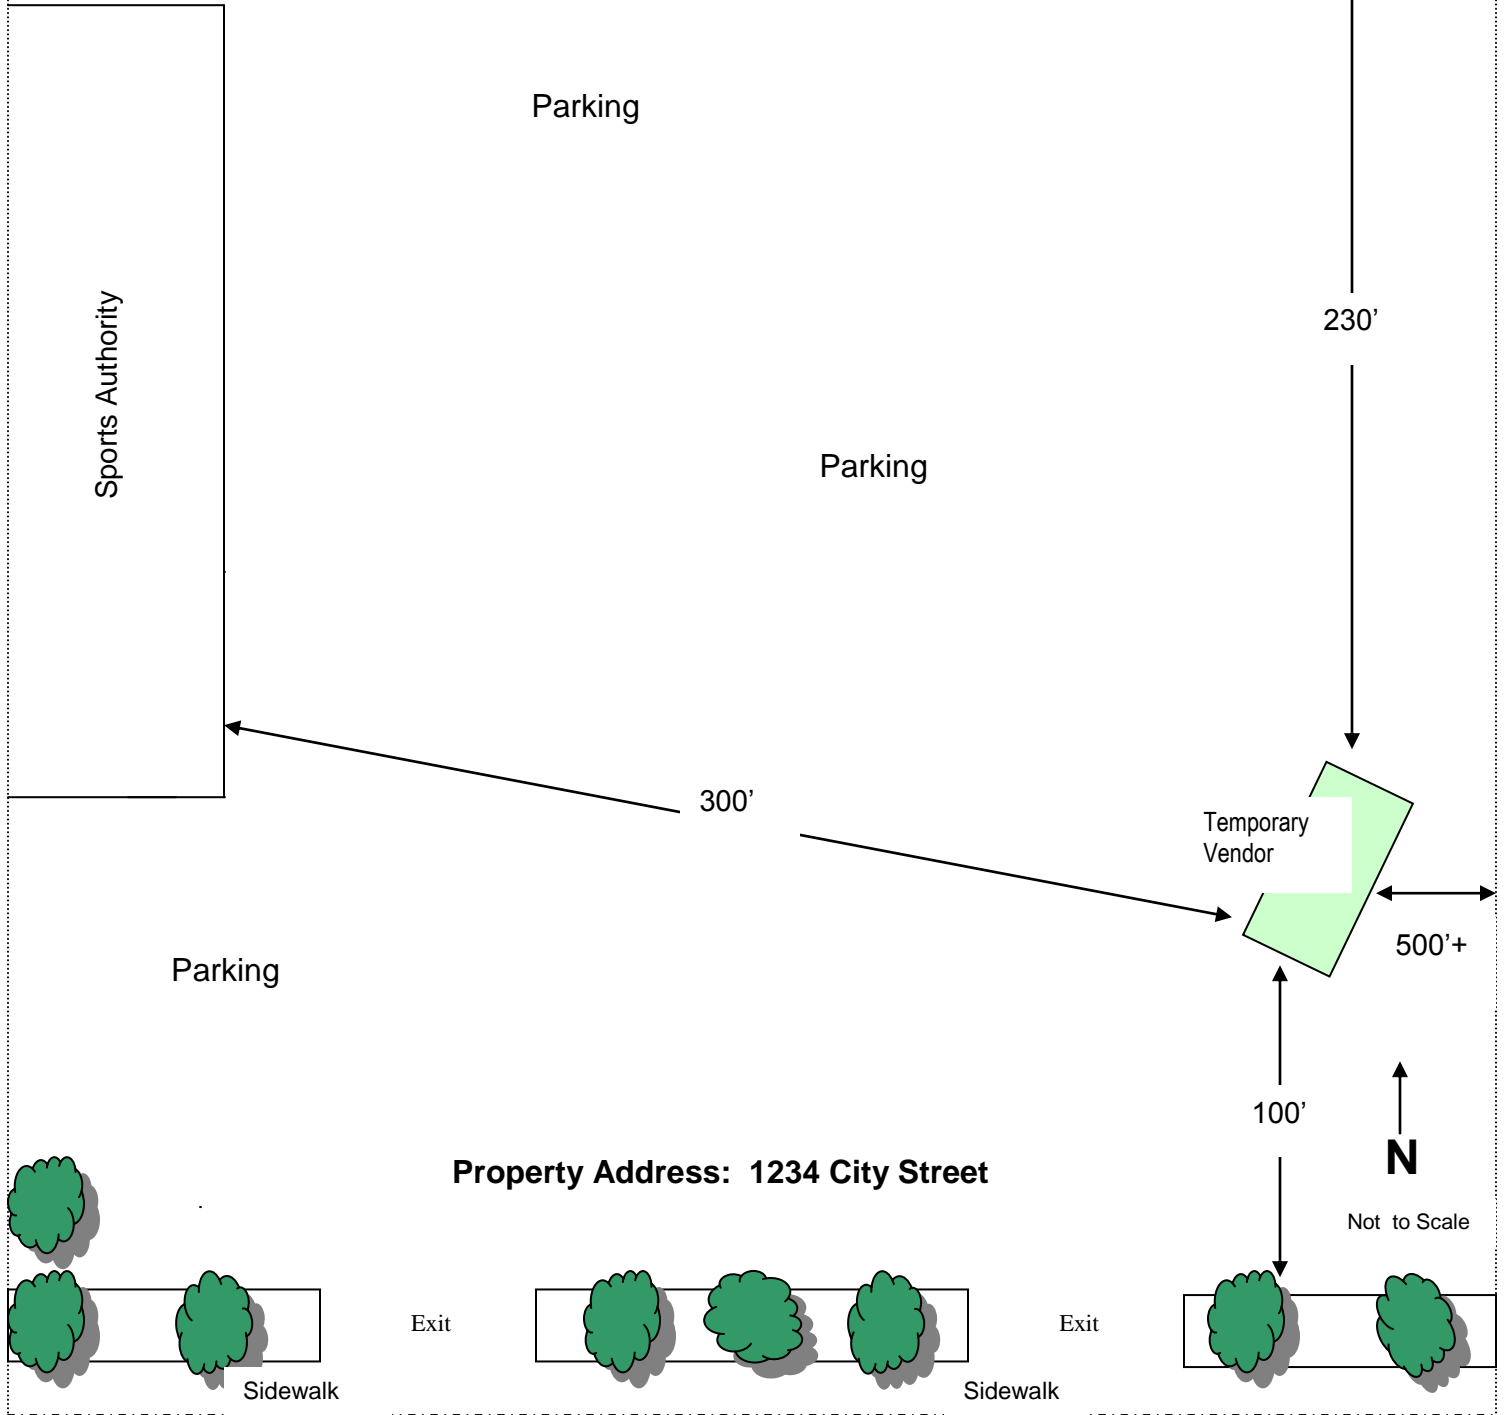 Parking
230’
Sports Authority
Parking
300’
Temporary
Vendor
500’+
Parking
100’
N
Property Address:  1234 City Street
Not  to Scale
Exit
Exit
Sidewalk
Sidewalk